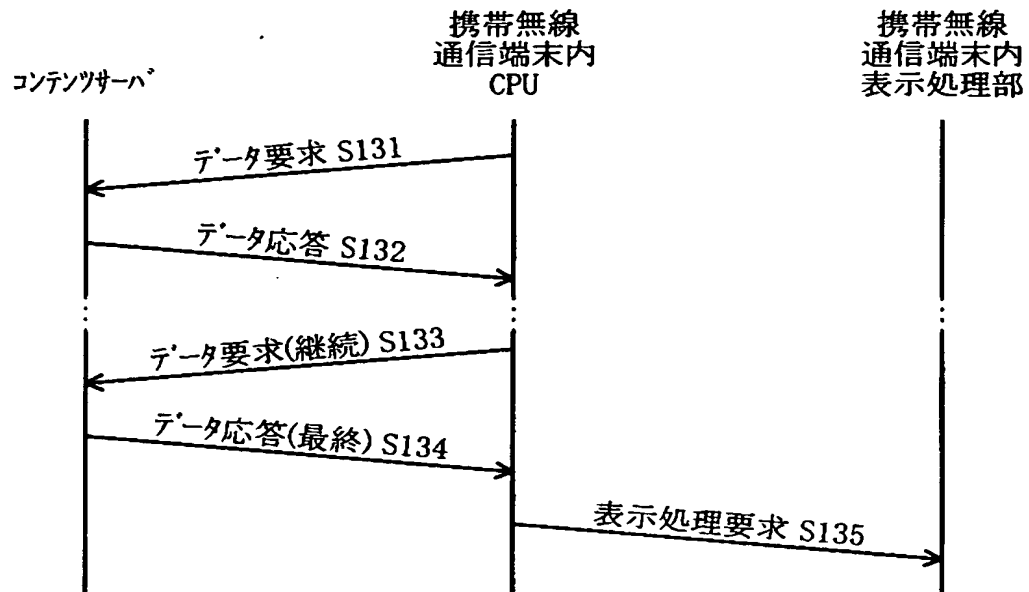 コンテンツサーバ
携帯無線
通信端末内
CPU
携帯無線
通信端末内
表示処理部
データ要求 S131
データ応答 S132
データ要求(継続) S133
データ応答(最終) S134
表示処理要求 S135